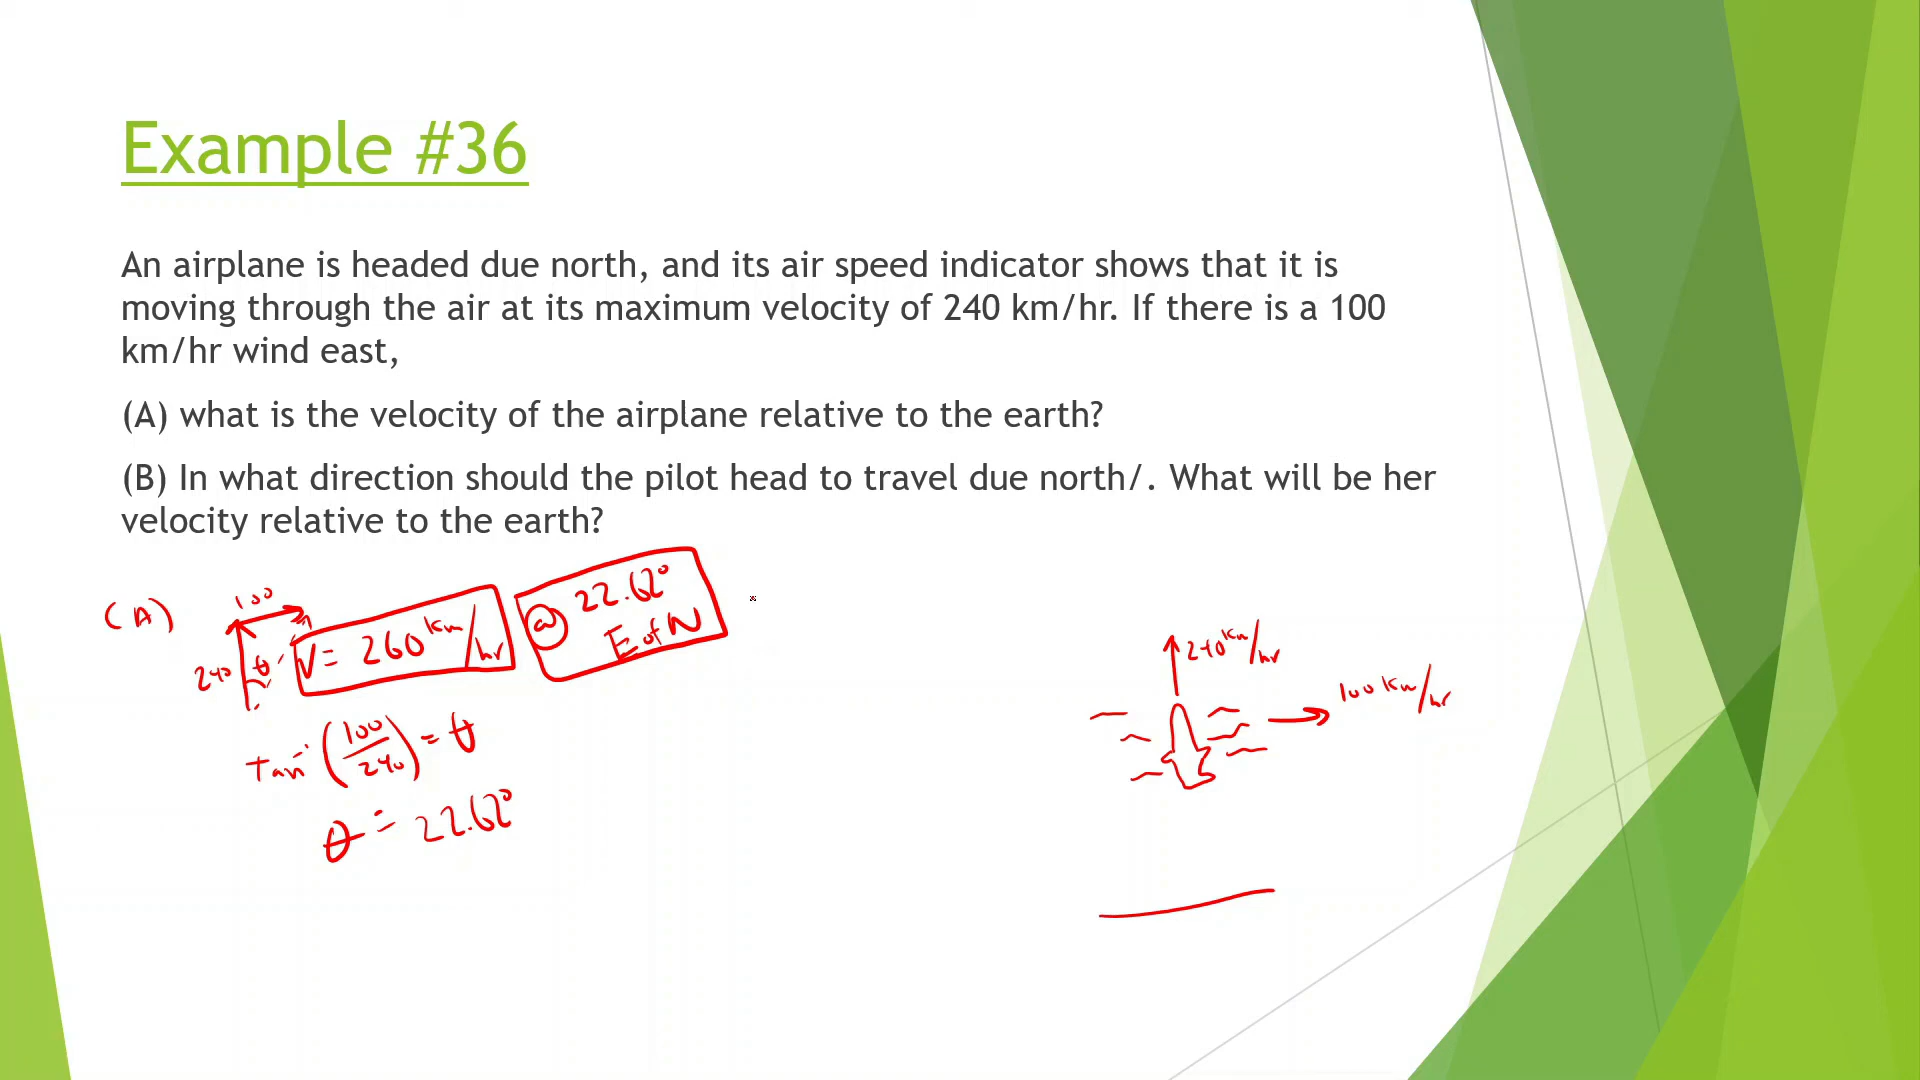 Example #36
An airplane is headed due north, and its air speed indicator shows that it is
moving through the air at its maximum velocity of 240 km/hr. If there is a 100
km/hr wind east,
(A) what is the velocity of the airplane relative to the earth?
(B) In what direction should the pilot head to travel due north/. What will be her
velocity relative to the earth?
(A)
100
240
θ
V = 260 km/hr
@ 22.62°
E of N
Tan⁻¹ (100/240) = θ
θ = 22.62°
240 km/hr
100 km/hr